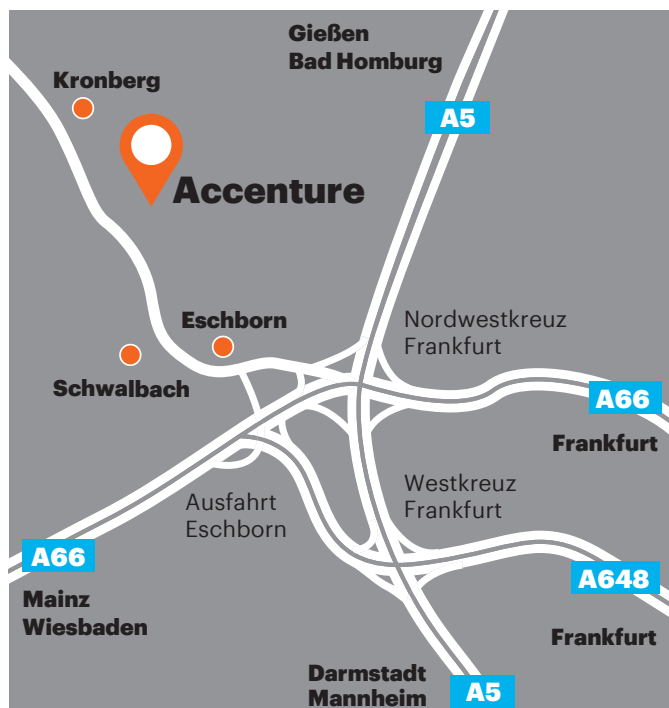 Gießen
Bad Homburg
Kronberg
A5
Accenture
Eschborn
Nordwestkreuz
Frankfurt
Schwalbach
A66
Frankfurt
Westkreuz
Frankfurt
Ausfahrt
Eschborn
A66
A648
Mainz
Wiesbaden
Frankfurt
Darmstadt
Mannheim
A5